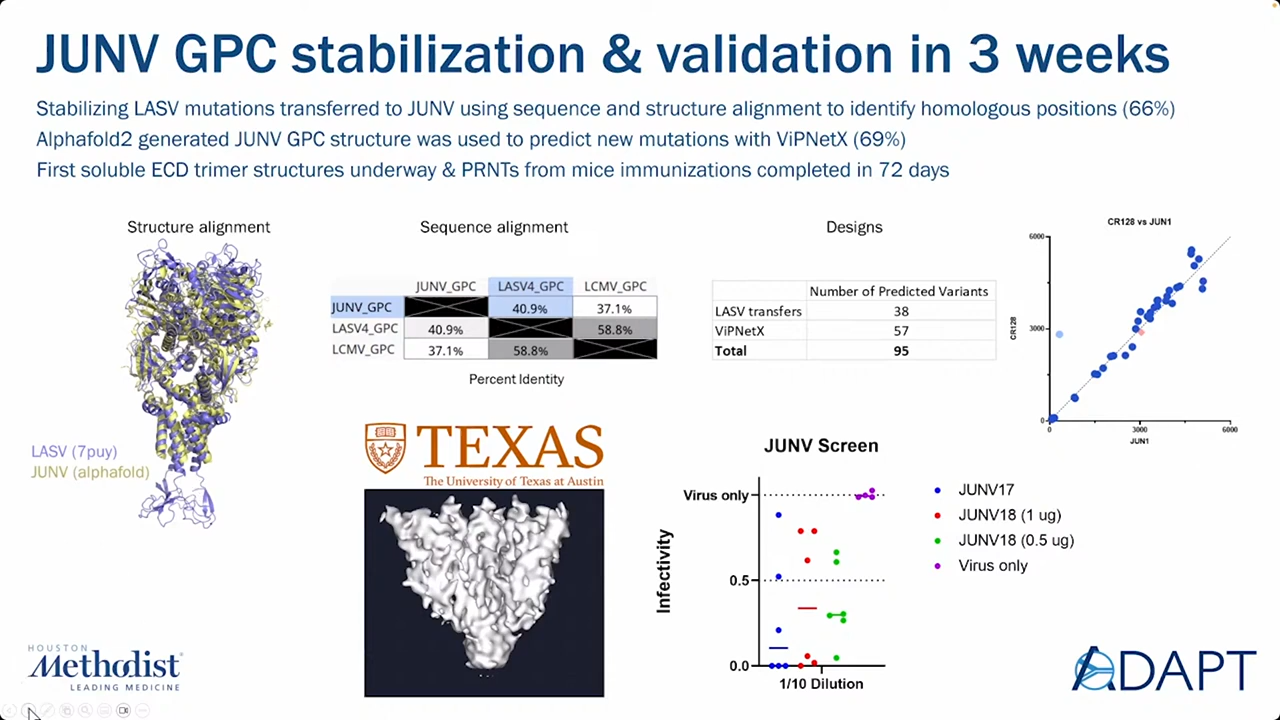 JUNV GPC stabilization & validation in 3 weeks
Stabilizing LASV mutations transferred to JUNV using sequence and structure alignment to identify homologous positions (66%)
Alphafold2 generated JUNV GPC structure was used to predict new mutations with ViPNetX (69%)
First soluble ECD trimer structures underway & PRNTs from mice immunizations completed in 72 days
Structure alignment
LASV (7puy)
JUNV (alphafold)
Sequence alignment
JUNV_GPC LASV4_GPC LCMV_GPC
JUNV_GPC 40.9% 37.1%
LASV4_GPC 40.9% 58.8%
LCMV_GPC 37.1% 58.8%
Percent Identity
Designs
Number of Predicted Variants
LASV transfers 38
ViPNetX 57
Total 95
CR128 vs JUN1
6000
3000
0
CR128
0 3000 6000
JUN1
TEXAS
The University of Texas at Austin
JUNV Screen
Virus only
0.5
0.0
Infectivity
1/10 Dilution
JUNV17
JUNV18 (1 ug)
JUNV18 (0.5 ug)
Virus only
HOUSTON
Methodist
LEADING MEDICINE
ADAPT